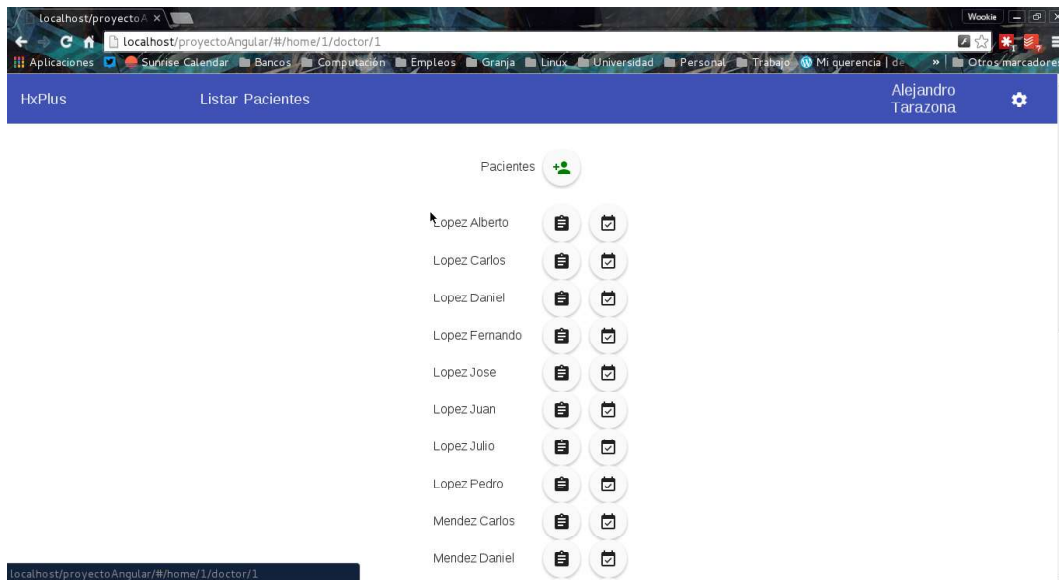 localhost/proyectoA
Wookie
localhost/proyectoAngular/#/home/1/doctor/1
Aplicaciones Sunrise Calendar Bancos Computación Empleos Granja Linux Universidad Personal Trabajo Mi querencia | de » Otros marcadores
HxPlus Listar Pacientes Alejandro
Tarazona
Pacientes
Lopez Alberto
Lopez Carlos
Lopez Daniel
Lopez Fernando
Lopez Jose
Lopez Juan
Lopez Julio
Lopez Pedro
Mendez Carlos
Mendez Daniel
localhost/proyectoAngular/#/home/1/doctor/1